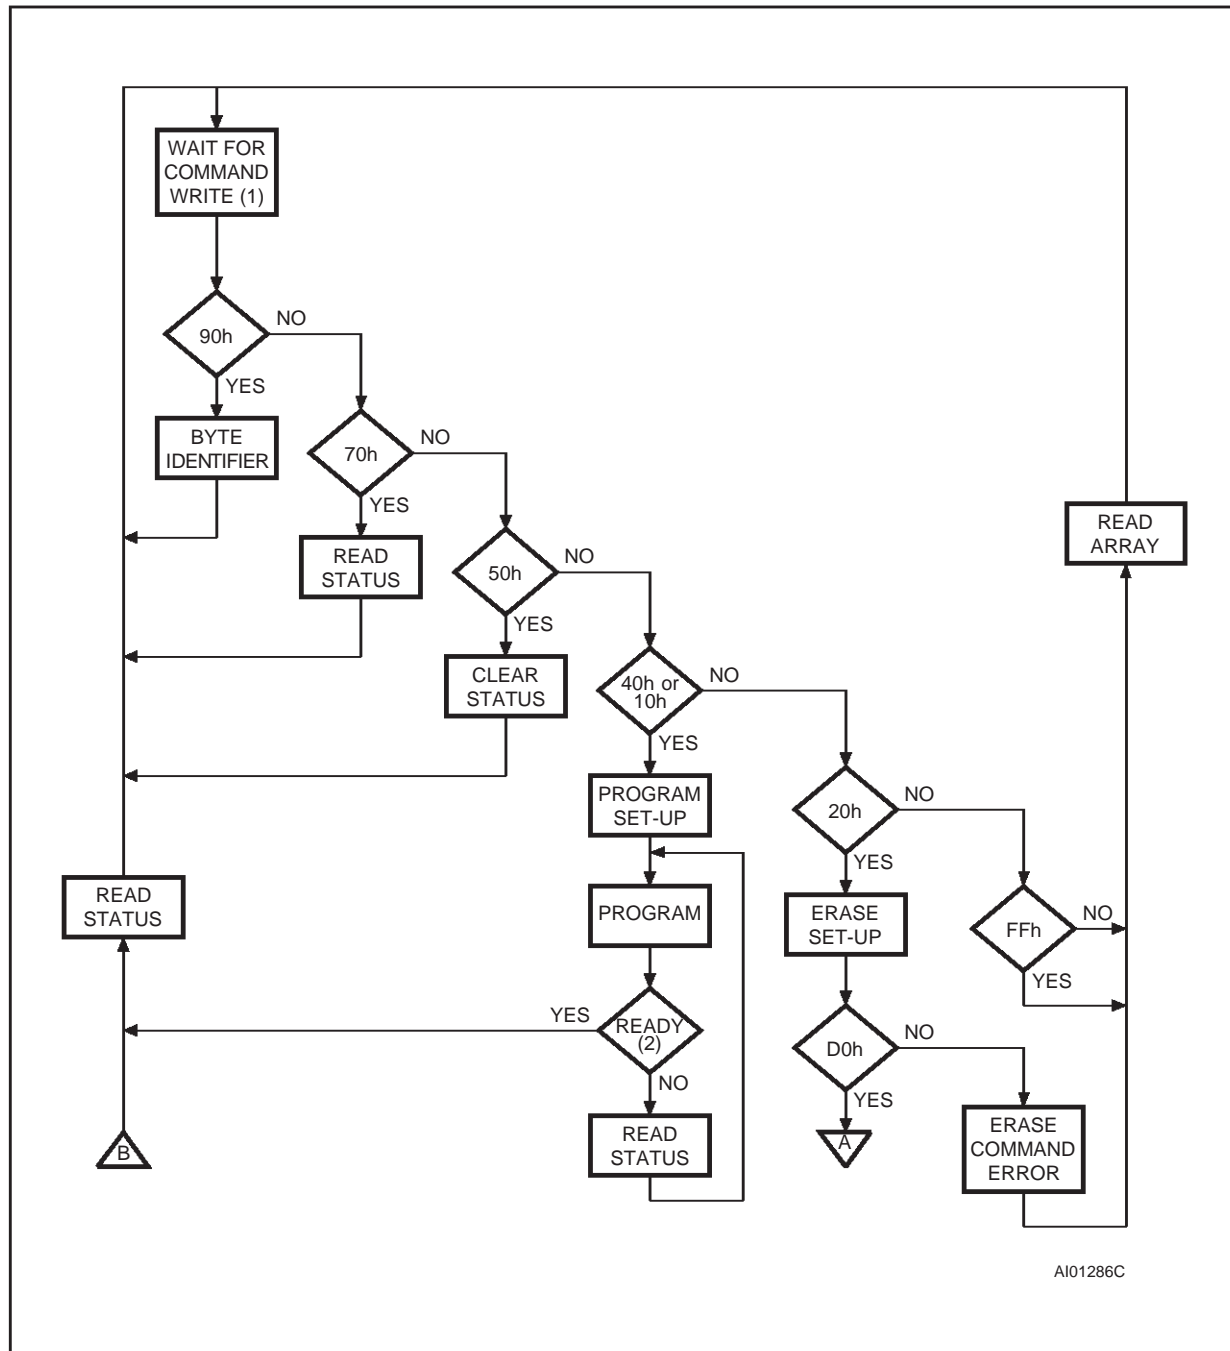 WAIT FOR
COMMAND
WRITE (1)
90h
NO
YES
BYTE
IDENTIFIER
70h
NO
YES
READ
STATUS
READ
ARRAY
50h
NO
YES
CLEAR
STATUS
40h or
10h
NO
YES
PROGRAM
SET-UP
20h
NO
YES
READ
STATUS
PROGRAM
ERASE
SET-UP
FFh
NO
YES
YES
READY
(2)
NO
D0h
NO
YES
READ
STATUS
B
A
ERASE
COMMAND
ERROR
AI01286C